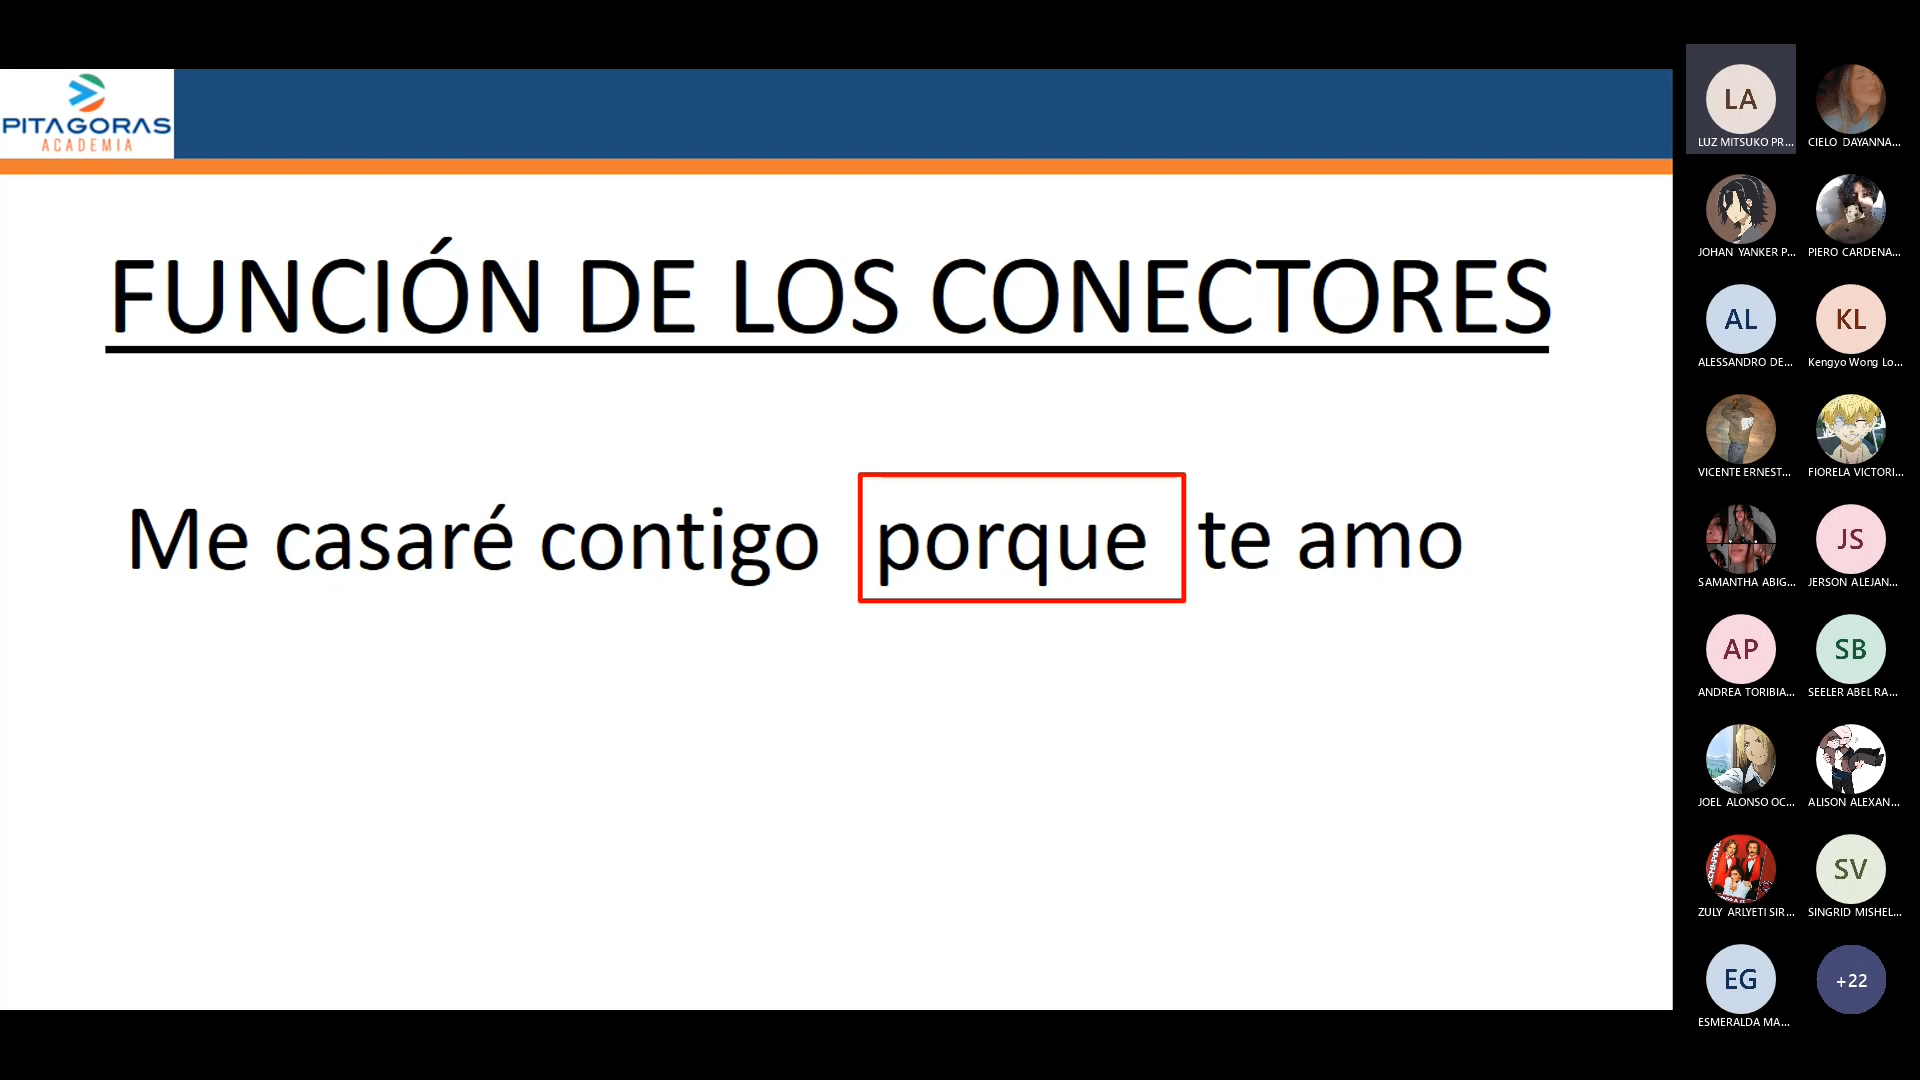 PITAGORAS
ACADEMIA
FUNCIÓN DE LOS CONECTORES
Me casaré contigo porque te amo
LA
LUZ MITSUKO PR...
CIELO DAYANNA...
JOHAN YANKER P...
PIERO CARDENA...
AL
ALESSANDRO DE...
KL
Kengyo Wong Lo...
VICENTE ERNEST...
FIORELA VICTORI...
SAMANTHA ABIG...
JS
JERSON ALEJAN...
AP
ANDREA TORIBIA...
SB
SEELER ABEL RA...
JOEL ALONSO OC...
ALISON ALEXAN...
ZULY ARLYETI SIR...
SV
SINGRID MISHEL...
EG
ESMERALDA MA...
+22